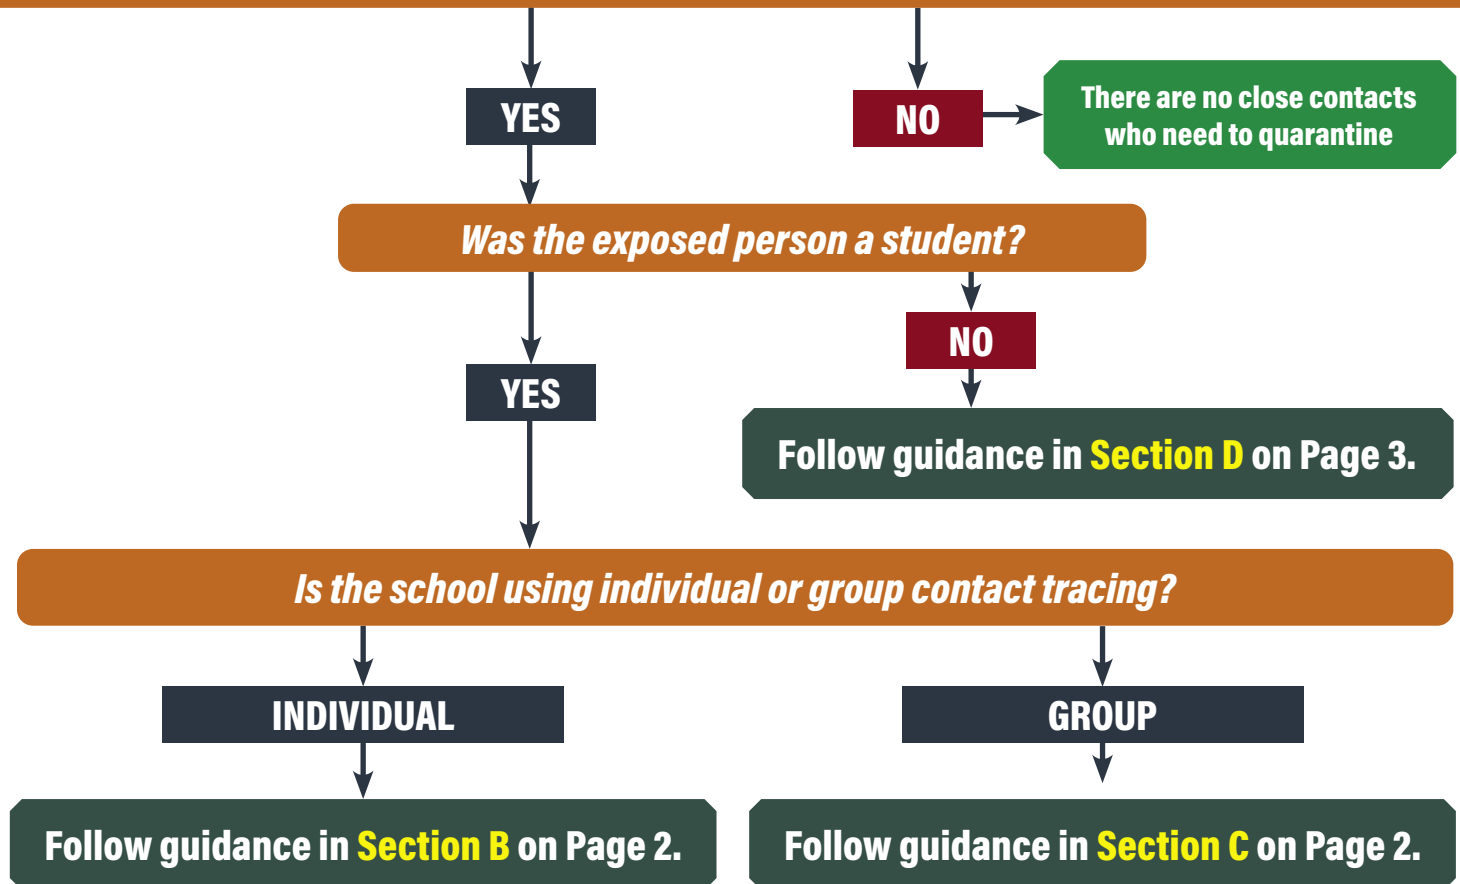 YES
NO
There are no close contacts
who need to quarantine
Was the exposed person a student?
NO
YES
Follow guidance in Section D on Page 3.
Is the school using individual or group contact tracing?
INDIVIDUAL
GROUP
Follow guidance in Section B on Page 2.
Follow guidance in Section C on Page 2.